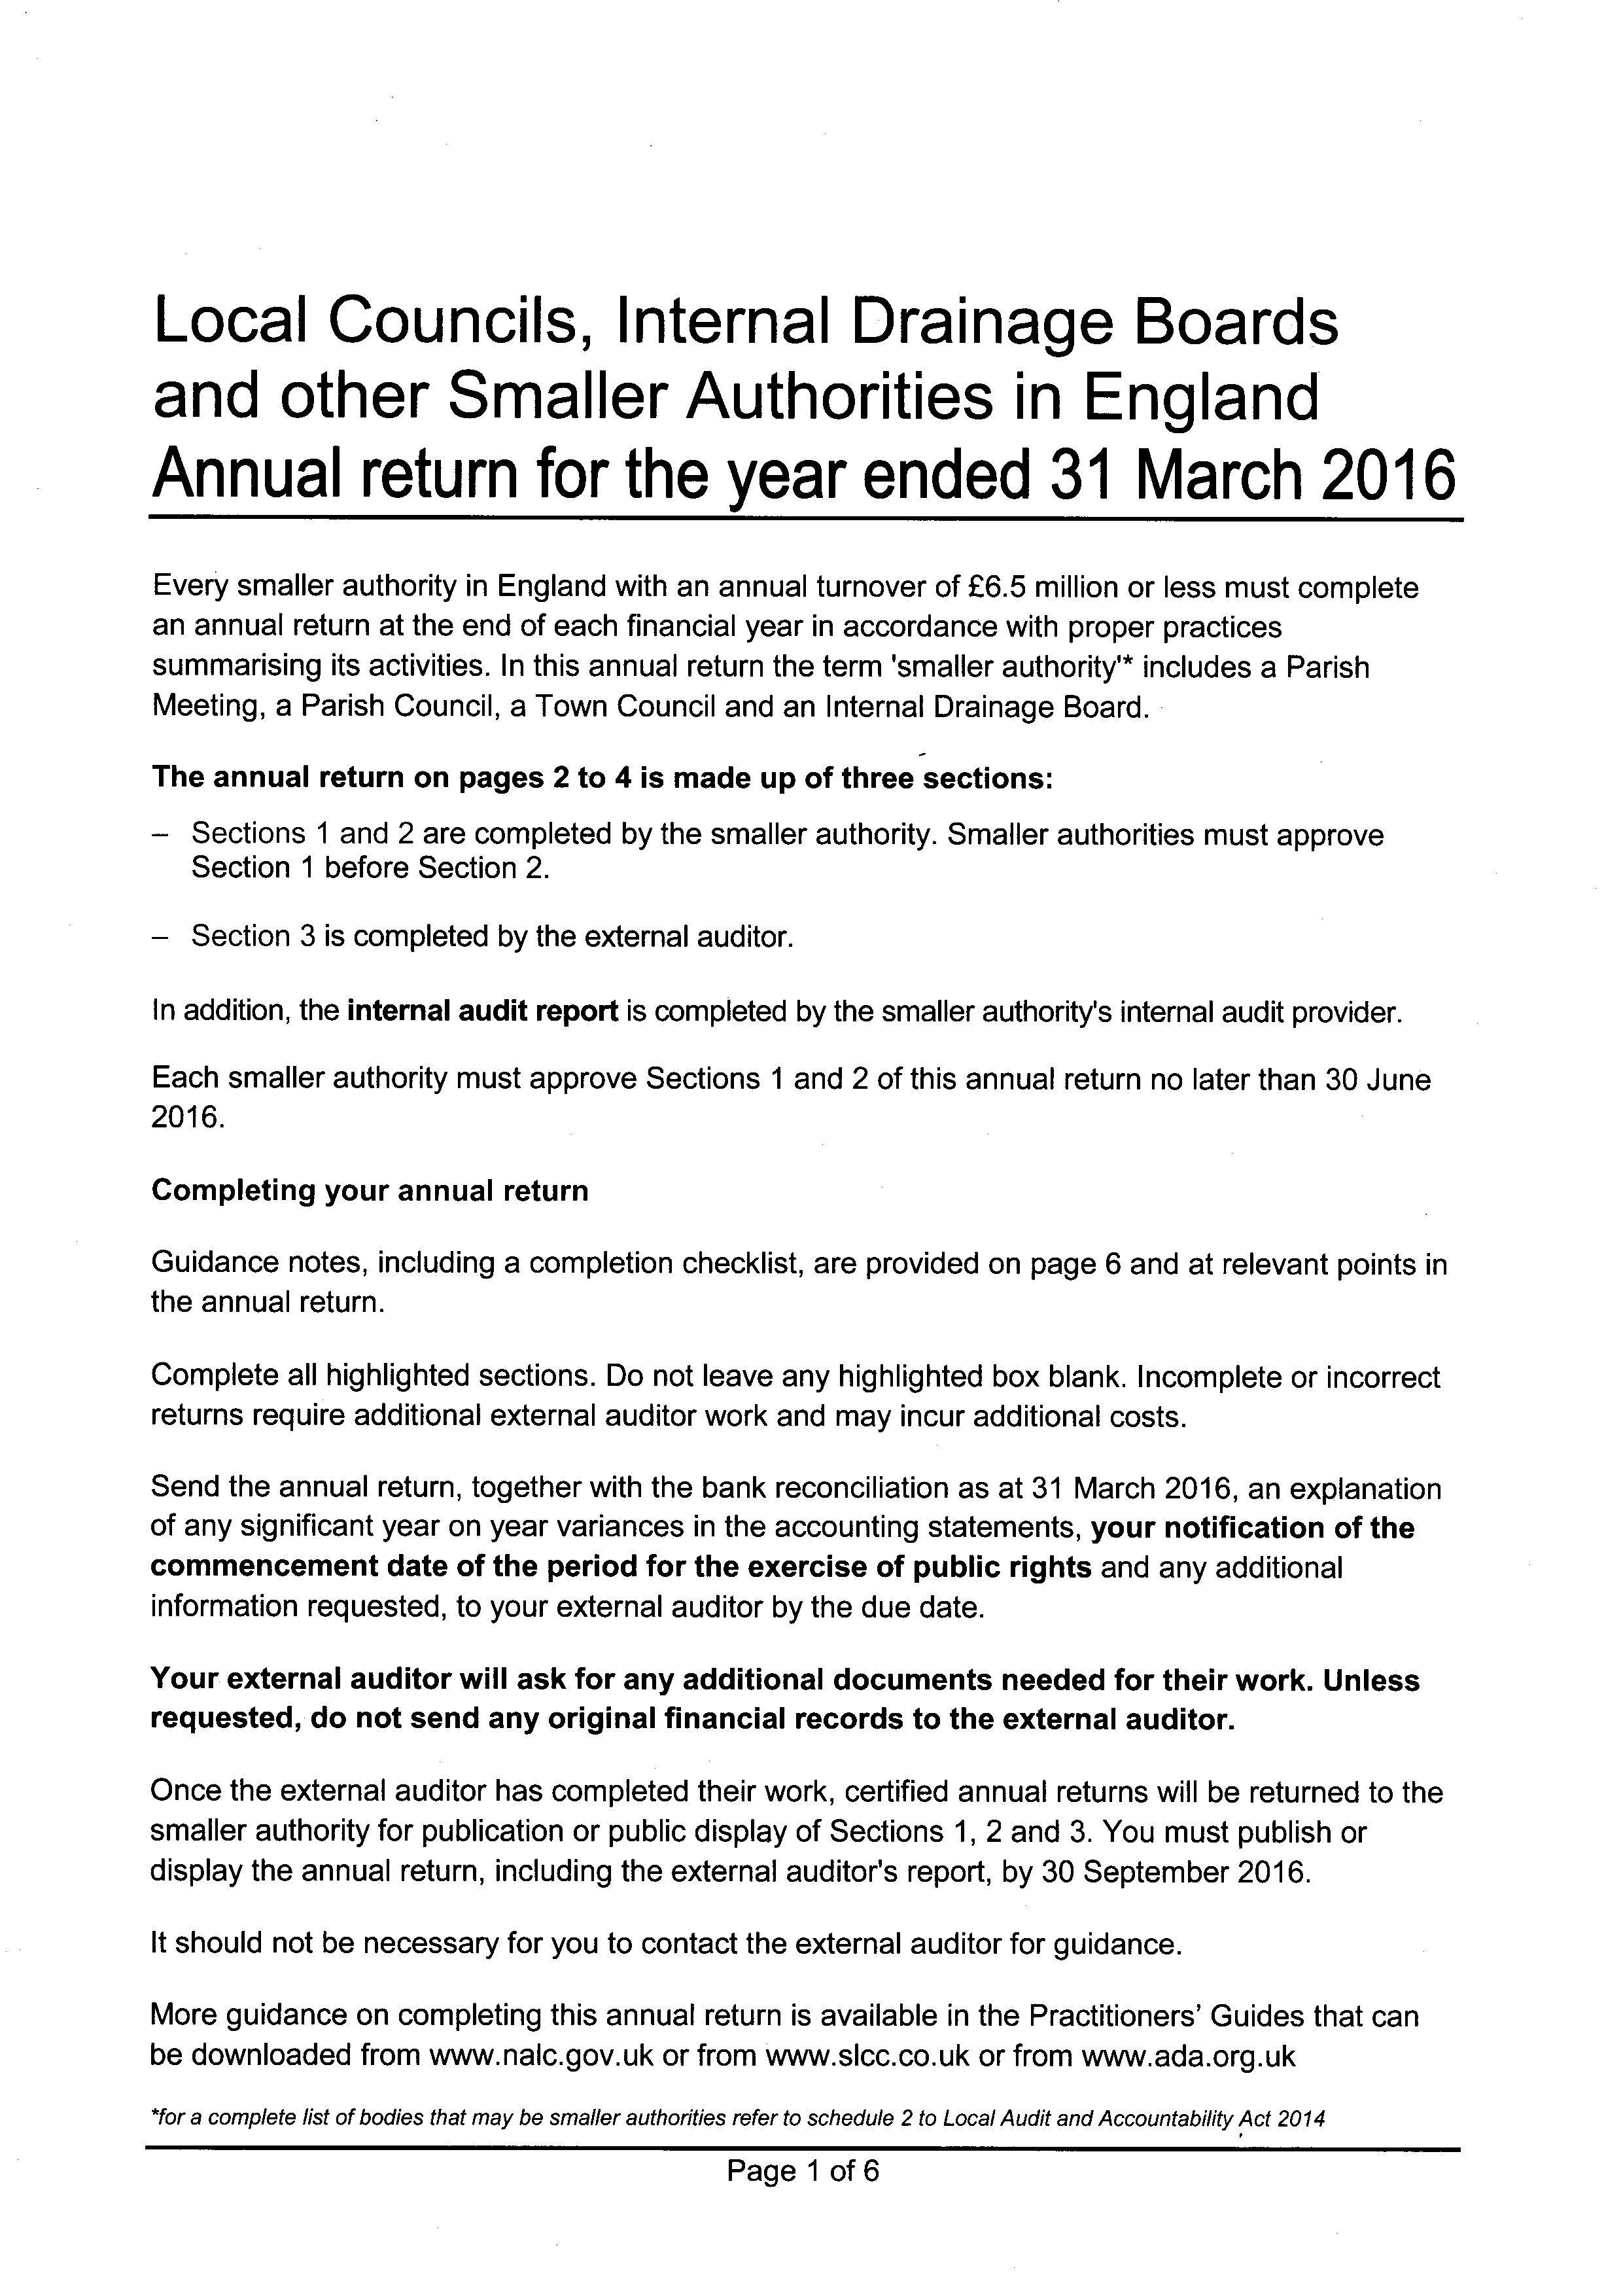 Local Councils, Internal Drainage Boards
and other Smaller Authorities in England
Annual return for the year ended 31 March 2016
Every smaller authority in England with an annual turnover of £6.5 million or less must complete
an annual return at the end of each financial year in accordance with proper practices
summarising its activities. In this annual return the term 'smaller authority'* includes a Parish
Meeting, a Parish Council, a Town Council and an Internal Drainage Board.
The annual return on pages 2 to 4 is made up of three sections:
– Sections 1 and 2 are completed by the smaller authority. Smaller authorities must approve
Section 1 before Section 2.
– Section 3 is completed by the external auditor.
In addition, the internal audit report is completed by the smaller authority's internal audit provider.
Each smaller authority must approve Sections 1 and 2 of this annual return no later than 30 June
2016.
Completing your annual return
Guidance notes, including a completion checklist, are provided on page 6 and at relevant points in
the annual return.
Complete all highlighted sections. Do not leave any highlighted box blank. Incomplete or incorrect
returns require additional external auditor work and may incur additional costs.
Send the annual return, together with the bank reconciliation as at 31 March 2016, an explanation
of any significant year on year variances in the accounting statements, your notification of the
commencement date of the period for the exercise of public rights and any additional
information requested, to your external auditor by the due date.
Your external auditor will ask for any additional documents needed for their work. Unless
requested, do not send any original financial records to the external auditor.
Once the external auditor has completed their work, certified annual returns will be returned to the
smaller authority for publication or public display of Sections 1, 2 and 3. You must publish or
display the annual return, including the external auditor's report, by 30 September 2016.
It should not be necessary for you to contact the external auditor for guidance.
More guidance on completing this annual return is available in the Practitioners' Guides that can
be downloaded from www.nalc.gov.uk or from www.slcc.co.uk or from www.ada.org.uk
*for a complete list of bodies that may be smaller authorities refer to schedule 2 to Local Audit and Accountability Act 2014
Page 1 of 6